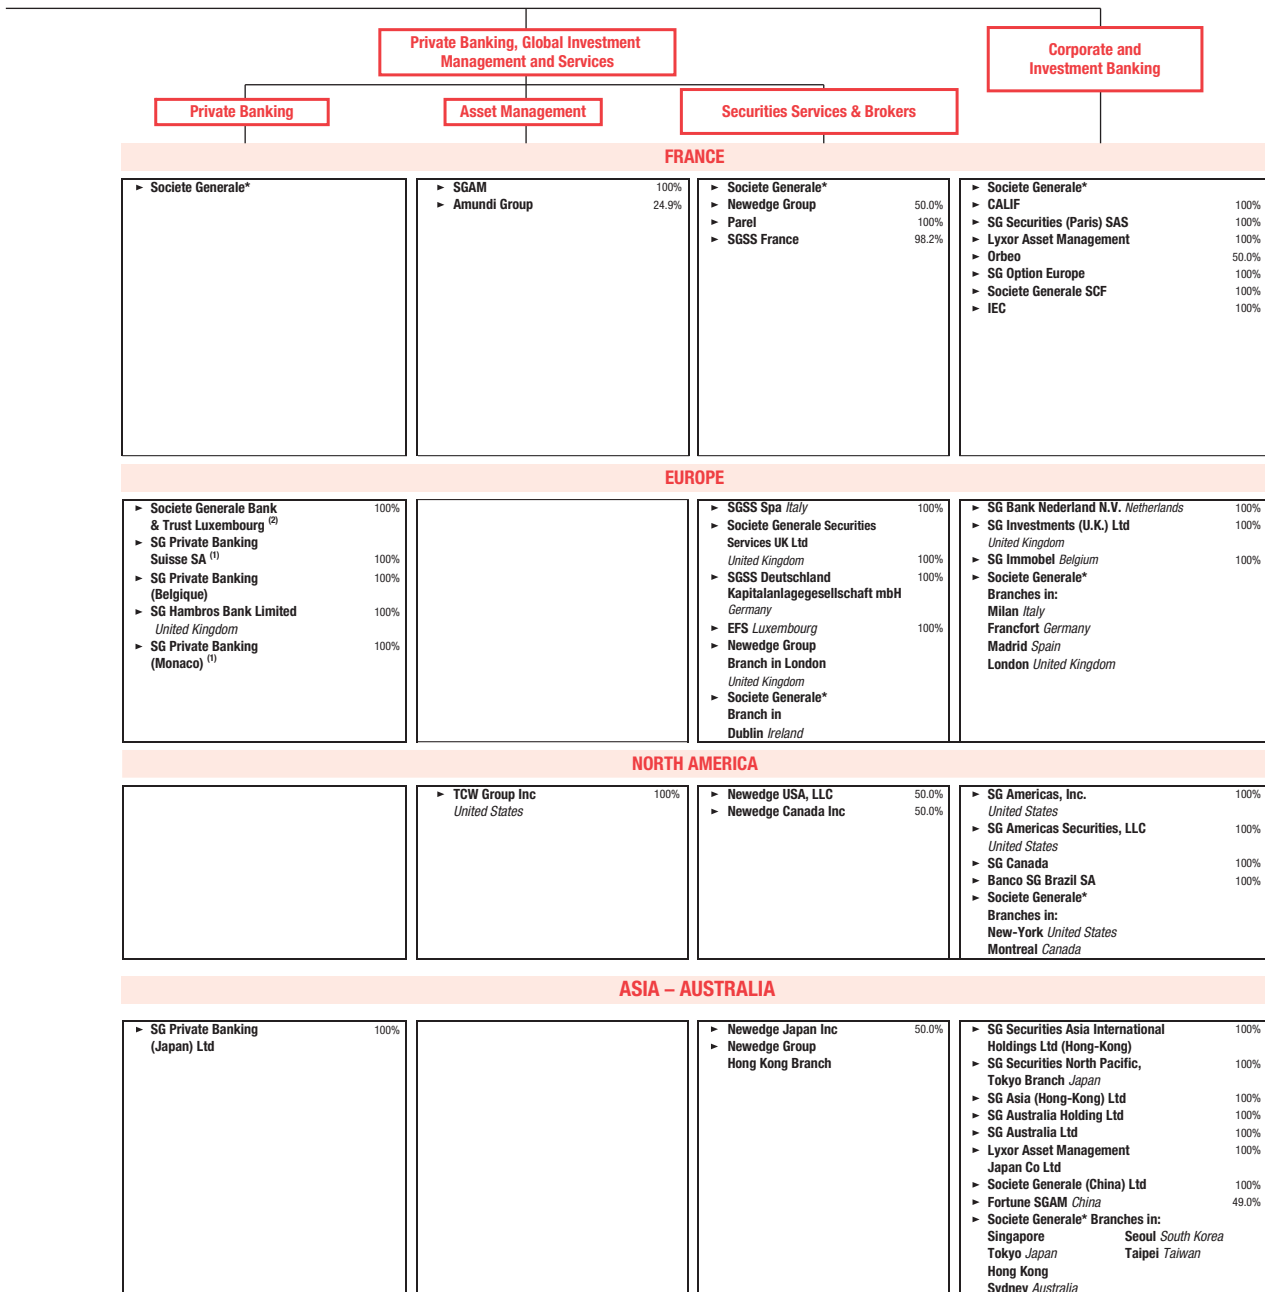 Private Banking, Global Investment
Management and Services
Corporate and
Investment Banking
Private Banking
Asset Management
Securities Services & Brokers
FRANCE
► Societe Generale*
► SGAM 100%
► Amundi Group 24.9%
► Societe Generale*
► Newedge Group 50.0%
► Parel 100%
► SGSS France 98.2%
► Societe Generale*
► CALIF 100%
► SG Securities (Paris) SAS 100%
► Lyxor Asset Management 100%
► Orbeo 50.0%
► SG Option Europe 100%
► Societe Generale SCF 100%
► IEC 100%
EUROPE
► Societe Generale Bank 100%
& Trust Luxembourg (2)
► SG Private Banking
Suisse SA (1) 100%
► SG Private Banking 100%
(Belgique)
► SG Hambros Bank Limited 100%
United Kingdom
► SG Private Banking 100%
(Monaco) (1)
► SGSS Spa Italy 100%
► Societe Generale Securities
Services UK Ltd
United Kingdom 100%
► SGSS Deutschland 100%
Kapitalanlagegesellschaft mbH
Germany
► EFS Luxembourg 100%
► Newedge Group
Branch in London
United Kingdom
► Societe Generale*
Branch in
Dublin Ireland
► SG Bank Nederland N.V. Netherlands 100%
► SG Investments (U.K.) Ltd 100%
United Kingdom
► SG Immobel Belgium 100%
► Societe Generale*
Branches in:
Milan Italy
Francfort Germany
Madrid Spain
London United Kingdom
NORTH AMERICA
► TCW Group Inc 100%
United States
► Newedge USA, LLC 50.0%
► Newedge Canada Inc 50.0%
► SG Americas, Inc. 100%
United States
► SG Americas Securities, LLC 100%
United States
► SG Canada 100%
► Banco SG Brazil SA 100%
► Societe Generale*
Branches in:
New-York United States
Montreal Canada
ASIA – AUSTRALIA
► SG Private Banking 100%
(Japan) Ltd
► Newedge Japan Inc 50.0%
► Newedge Group
Hong Kong Branch
► SG Securities Asia International 100%
Holdings Ltd (Hong-Kong)
► SG Securities North Pacific, 100%
Tokyo Branch Japan
► SG Asia (Hong-Kong) Ltd 100%
► SG Australia Holding Ltd 100%
► SG Australia Ltd 100%
► Lyxor Asset Management 100%
Japan Co Ltd
► Societe Generale (China) Ltd 100%
► Fortune SGAM China 49.0%
► Societe Generale* Branches in:
Singapore Seoul South Korea
Tokyo Japan Taipei Taiwan
Hong Kong
Sydney Australia